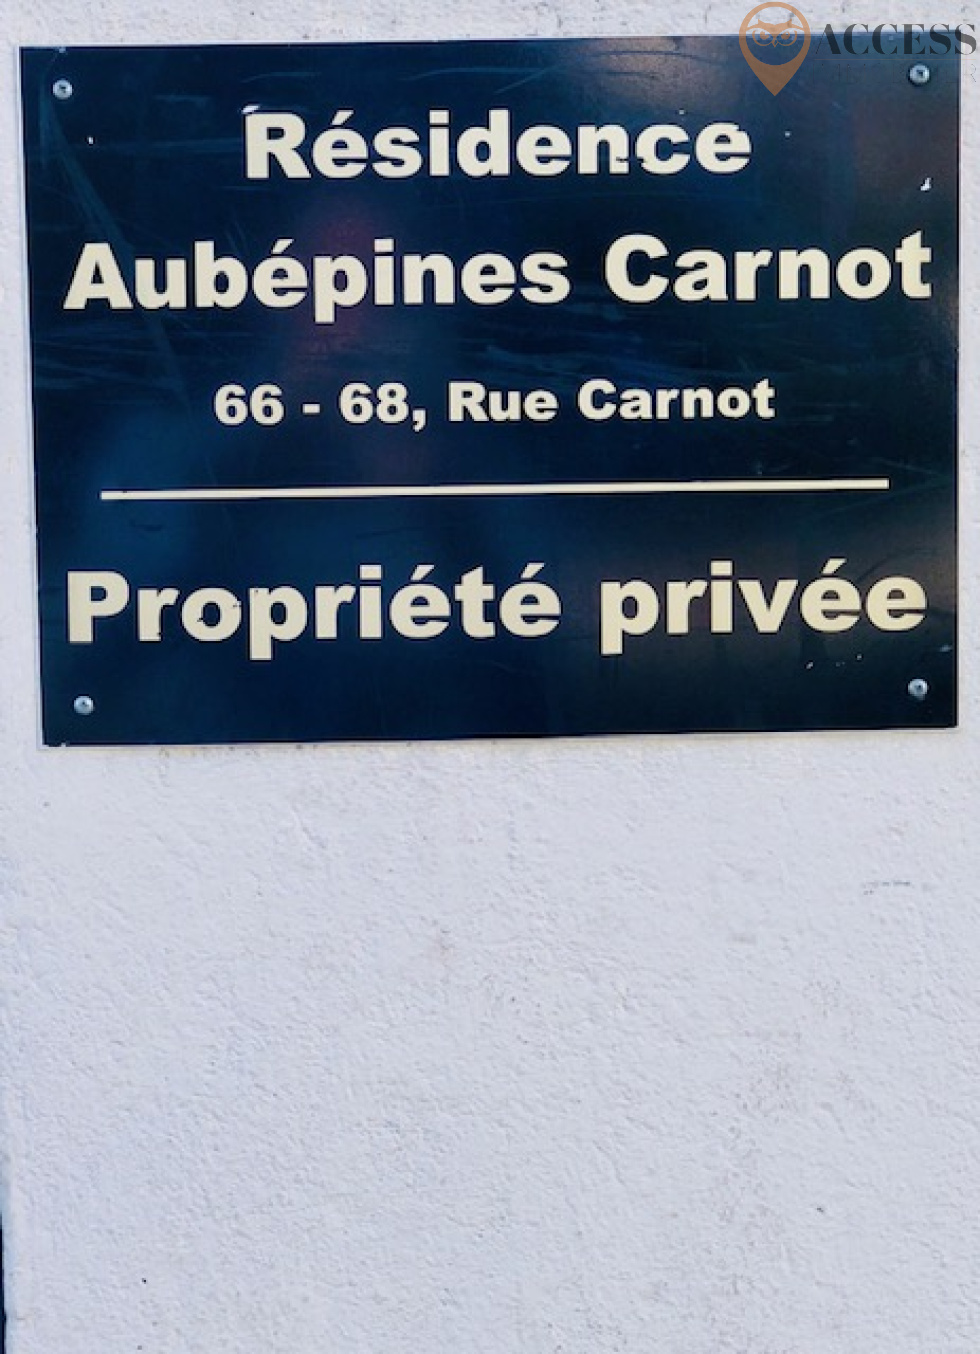 ACCESS
Résidence
Aubépines Carnot
66 - 68, Rue Carnot
Propriété privée